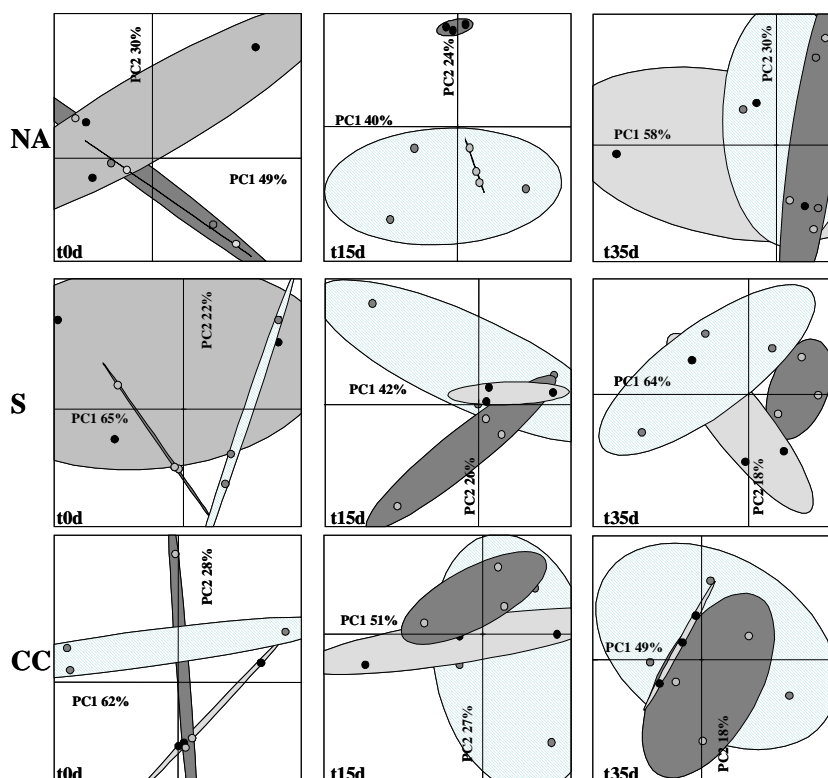 NA
PC2 30%
PC1 49%
t0d
PC2 24%
PC1 40%
t15d
PC2 30%
PC1 58%
t35d
S
PC2 22%
PC1 65%
t0d
PC1 42%
PC2 26%
t15d
PC1 64%
PC2 18%
t35d
CC
PC2 28%
PC1 62%
t0d
PC1 51%
PC2 27%
t15d
PC1 49%
PC2 18%
t35d